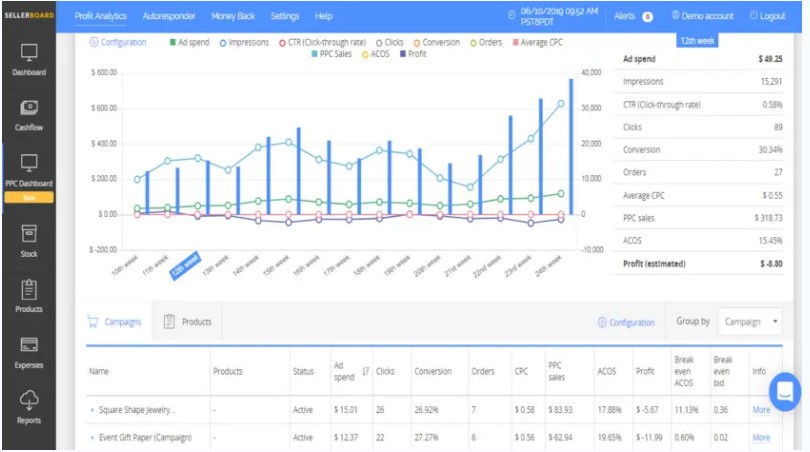 SELLERBOARD
Profit Analytics Autoresponder Money Back Settings Help
06/10/2019 09:52 AM
PST8PDT
Alerts 0 Demo account Logout
Dashboard
Cashflow
PPC Dashboard
Stock
Products
Expenses
Reports
Configuration
Ad spend Impressions CTR (Click-through rate) Clicks Conversion Orders Average CPC
PPC Sales ACOS Profit
$ 800.00 40,000
$ 600.00 30,000
$ 400.00 20,000
$ 200.00 10,000
$ 0.00 0
$ -200.00 -10,000
10th week 11th week 12th week 13th week 14th week 15th week 16th week 17th week 18th week 19th week 20th week 21st week 22nd week 23rd week 24th week
12th week
Ad spend $ 49.25
Impressions 15,291
CTR (Click-through rate) 0.58%
Clicks 89
Conversion 30.34%
Orders 27
Average CPC $ 0.55
PPC sales $ 318.73
ACOS 15.45%
Profit (estimated) $ -8.80
Campaigns Products
Configuration Group by Campaign
Name Products Status Ad spend Clicks Conversion Orders CPC PPC sales ACOS Profit Break even ACOS Break even bid Info
Square Shape Jewelry... - Active $ 15.01 26 26.92% 7 $ 0.58 $ 83.93 17.88% $ -5.67 11.13% 0.36 More
Event Gift Paper (Campaign) - Active $ 12.37 22 27.27% 6 $ 0.56 $ 62.94 19.65% $ -11.99 0.60% 0.02 More